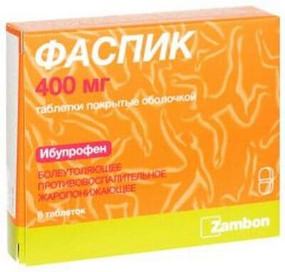 ФАСПИК
400 мг
таблетки покрытые оболочкой
Ибупрофен
БОЛЕУТОЛЯЮЩЕЕ
ПРОТИВОВОСПАЛИТЕЛЬНОЕ
ЖАРОПОНИЖАЮЩЕЕ
6 таблеток
Zambon